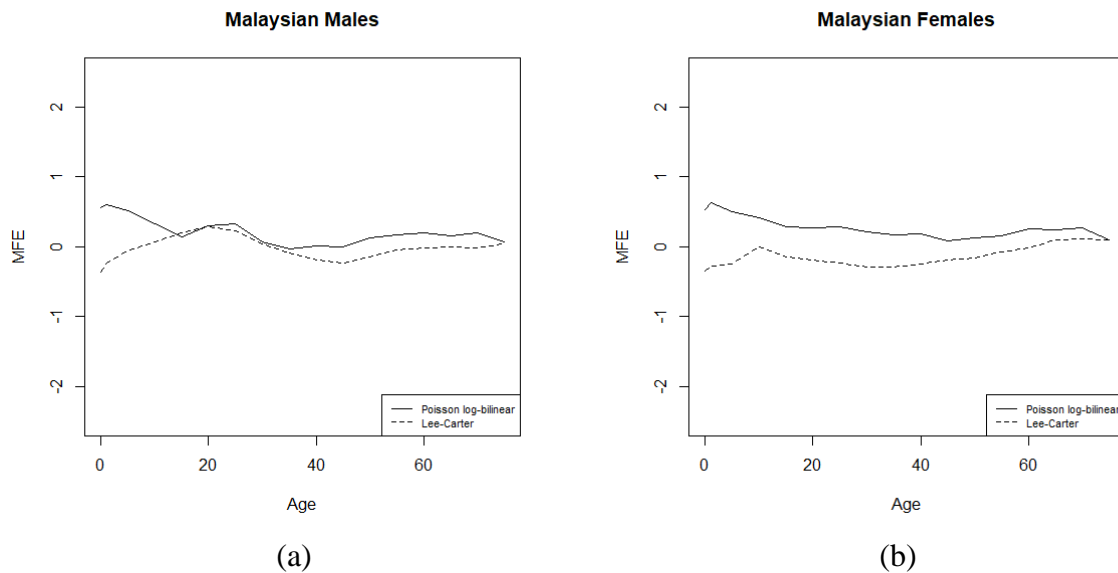 Malaysian Males
MFE
2
1
0
-1
-2
0 20 40 60
Age
Poisson log-bilinear
Lee-Carter
(a)
Malaysian Females
MFE
2
1
0
-1
-2
0 20 40 60
Age
Poisson log-bilinear
Lee-Carter
(b)